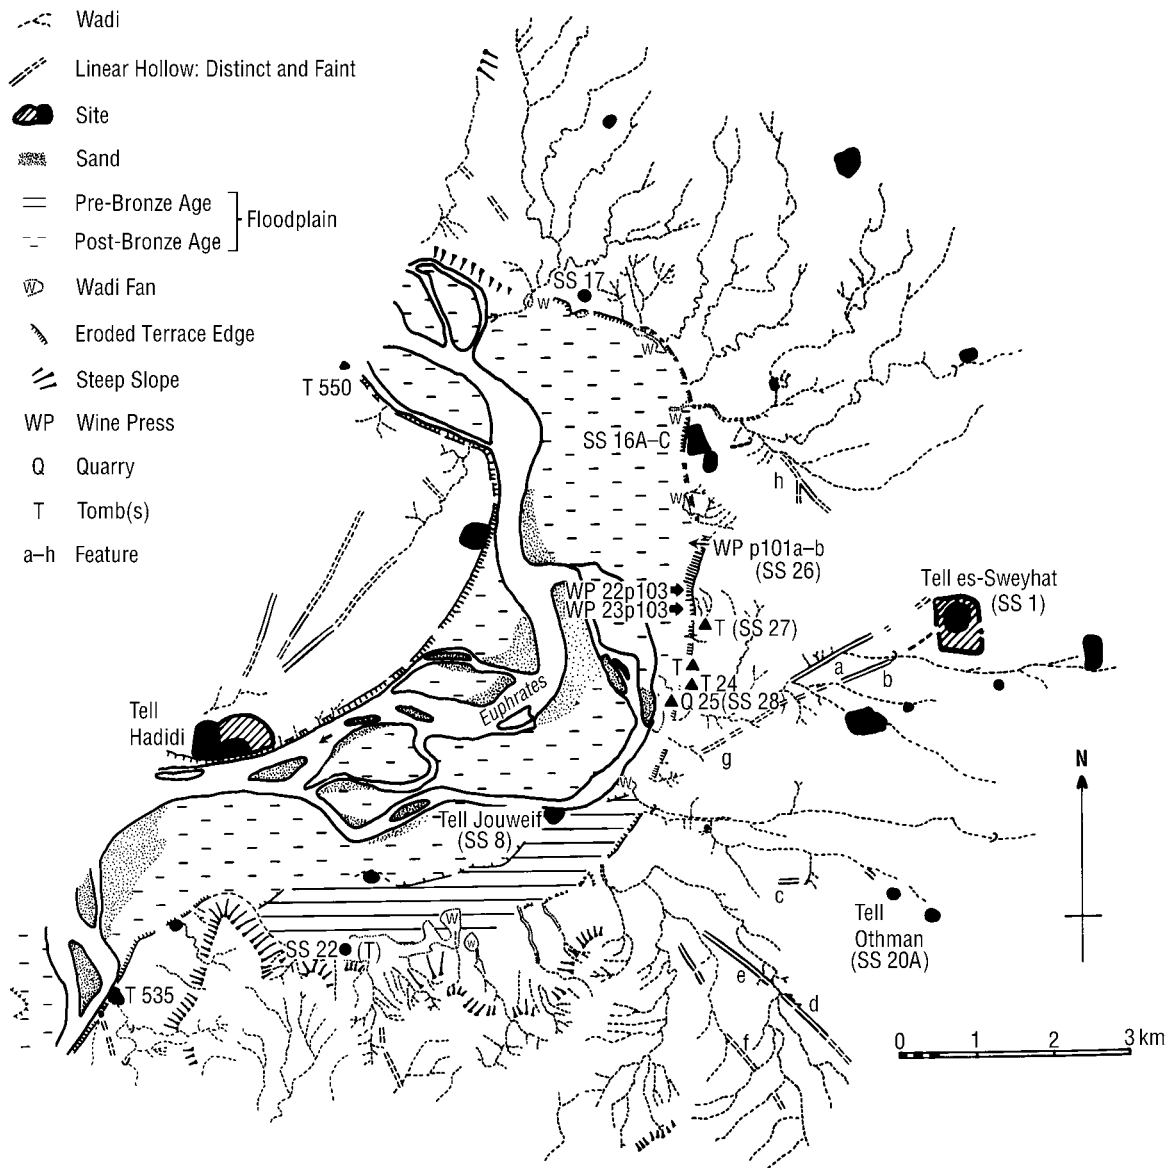 Wadi
Linear Hollow: Distinct and Faint
Site
Sand
Pre-Bronze Age
Floodplain
Post-Bronze Age
Wadi Fan
Eroded Terrace Edge
Steep Slope
WP Wine Press
Q Quarry
T Tomb(s)
a–h Feature
W
SS 17
W
W
T 550
W
SS 16A–C
h
W
WP p101a–b
(SS 26)
WP 22p103
WP 23p103
T (SS 27)
Tell es-Sweyhat
(SS 1)
T
T 24
Q 25(SS 28)
a
b
Euphrates
Tell
Hadidi
g
N
W
Tell Jouweif
(SS 8)
c
Tell
Othman
(SS 20A)
W
W
SS 22
(T)
e
d
T 535
f
0 1 2 3 km